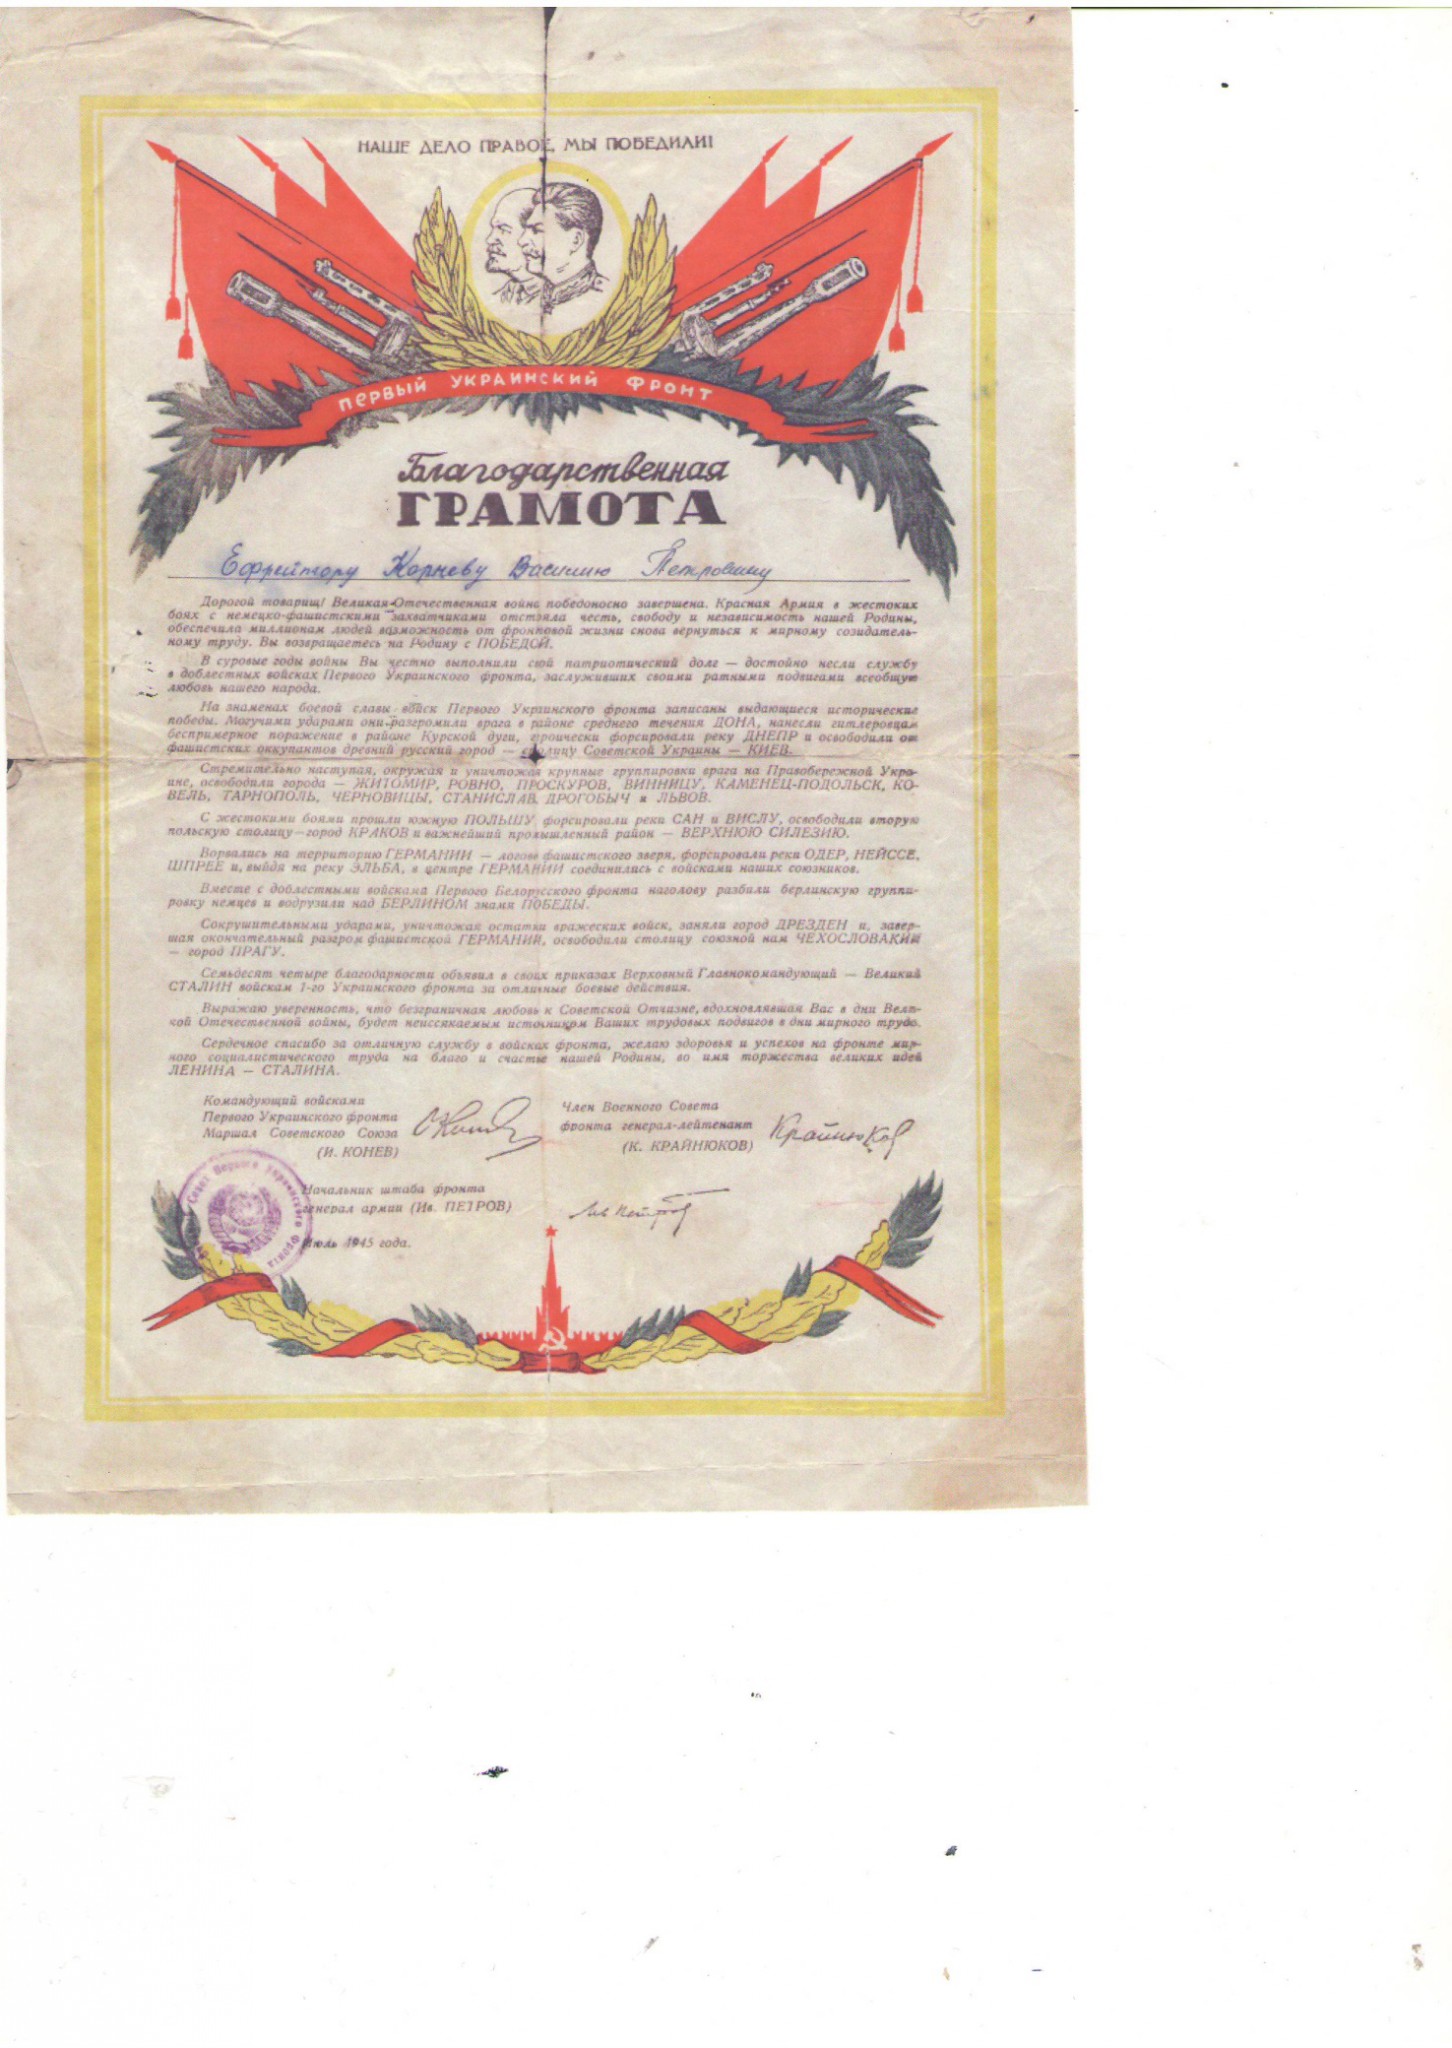 НАШЕ ДЕЛО ПРАВОЕ, МЫ ПОБЕДИЛИ!
ПЕРВЫЙ УКРАИНСКИЙ ФРОНТ
Благодарственная
ГРАМОТА
Ефрейтору Корневу Василию Петровичу
Дорогой товарищ! Великая Отечественная война победоносно завершена. Красная Армия в жестоких
боях с немецко-фашистскими захватчиками отстояла честь, свободу и независимость нашей Родины,
обеспечила миллионам людей возможность от фронтовой жизни снова вернуться к мирному созидатель-
ному труду. Вы возвращаетесь на Родину с ПОБЕДОЙ.
В суровые годы войны Вы честно выполнили свой патриотический долг — достойно несли службу
в доблестных войсках Первого Украинского фронта, заслуживших своими ратными подвигами всеобщую
любовь нашего народа.
На знаменах боевой славы войск Первого Украинского фронта записаны выдающиеся исторические
победы. Могучими ударами они разгромили врага в районе среднего течения ДОНА, нанесли гитлеровцам
беспримерное поражение в районе Курской дуги, героически форсировали реку ДНЕПР и освободили от
фашистских оккупантов древний русский город — столицу Советской Украины — КИЕВ.
Стремительно наступая, окружая и уничтожая крупные группировки врага на Правобережной Укра-
ине, освободили города — ЖИТОМИР, РОВНО, ПРОСКУРОВ, ВИННИЦУ, КАМЕНЕЦ-ПОДОЛЬСК, КО-
ВЕЛЬ, ТАРНОПОЛЬ, ЧЕРНОВИЦЫ, СТАНИСЛАВ, ДРОГОБЫЧ и ЛЬВОВ.
С жестокими боями прошли южную ПОЛЬШУ, форсировали реки САН и ВИСЛУ, освободили вторую
польскую столицу—город КРАКОВ и важнейший промышленный район — ВЕРХНЮЮ СИЛЕЗИЮ.
Ворвались на территорию ГЕРМАНИИ — логово фашистского зверя, форсировали реки ОДЕР, НЕЙССЕ,
ШПРЕЕ и, выйдя на реку ЭЛЬБА, в центре ГЕРМАНИИ соединились с войсками наших союзников.
Вместе с доблестными войсками Первого Белорусского фронта наголову разбили берлинскую группи-
ровку немцев и водрузили над БЕРЛИНОМ знамя ПОБЕДЫ.
Сокрушительными ударами, уничтожая остатки вражеских войск, заняли город ДРЕЗДЕН и, завер-
шая окончательный разгром фашистской ГЕРМАНИИ, освободили столицу союзной нам ЧЕХОСЛОВАКИИ
— город ПРАГУ.
Семьдесят четыре благодарности объявил в своих приказах Верховный Главнокомандующий — Великий
СТАЛИН войскам 1-го Украинского фронта за отличные боевые действия.
Выражаю уверенность, что безграничная любовь к Советской Отчизне, вдохновлявшая Вас в дни Вели-
кой Отечественной войны, будет неиссякаемым источником Ваших трудовых подвигов в дни мирного труда.
Сердечное спасибо за отличную службу в войсках фронта, желаю здоровья и успехов на фронте мир-
ного социалистического труда на благо и счастье нашей Родины, во имя торжества великих идей
ЛЕНИНА — СТАЛИНА.
Командующий войсками
Первого Украинского фронта
Маршал Советского Союза
(И. КОНЕВ)
Член Военного Совета
фронта генерал-лейтенант
(К. КРАЙНЮКОВ)
Крайнюков
Начальник штаба фронта
генерал армии (Ив. ПЕТРОВ)
Ив Петров
Июль 1945 года.
Совет Первого Украинского Фронта